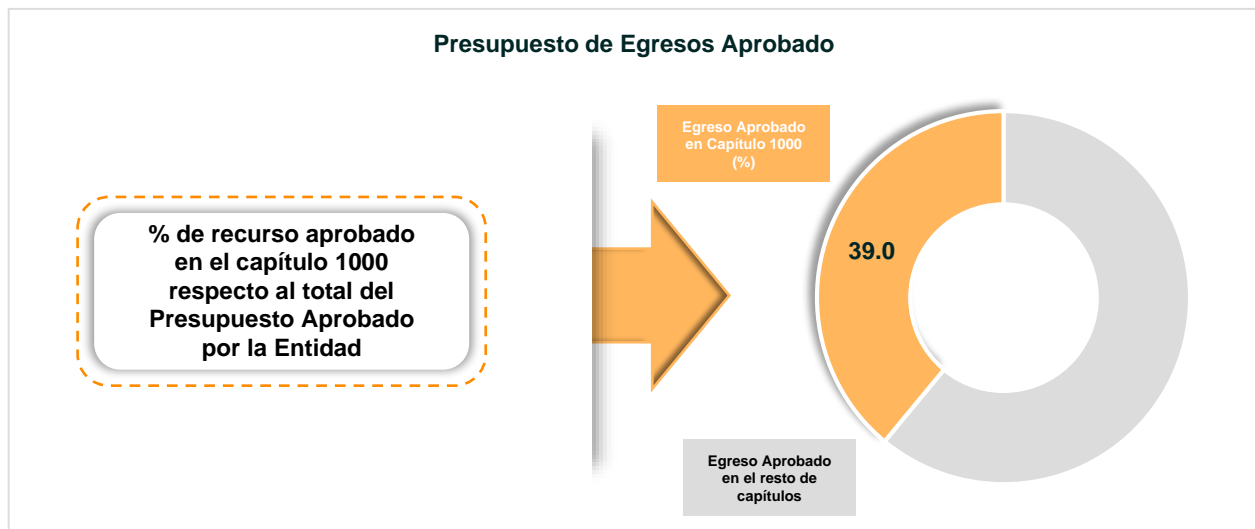 Presupuesto de Egresos Aprobado
Egreso Aprobado
en Capítulo 1000
(%)
% de recurso aprobado
en el capítulo 1000
respecto al total del
Presupuesto Aprobado
por la Entidad
39.0
Egreso Aprobado
en el resto de
capítulos